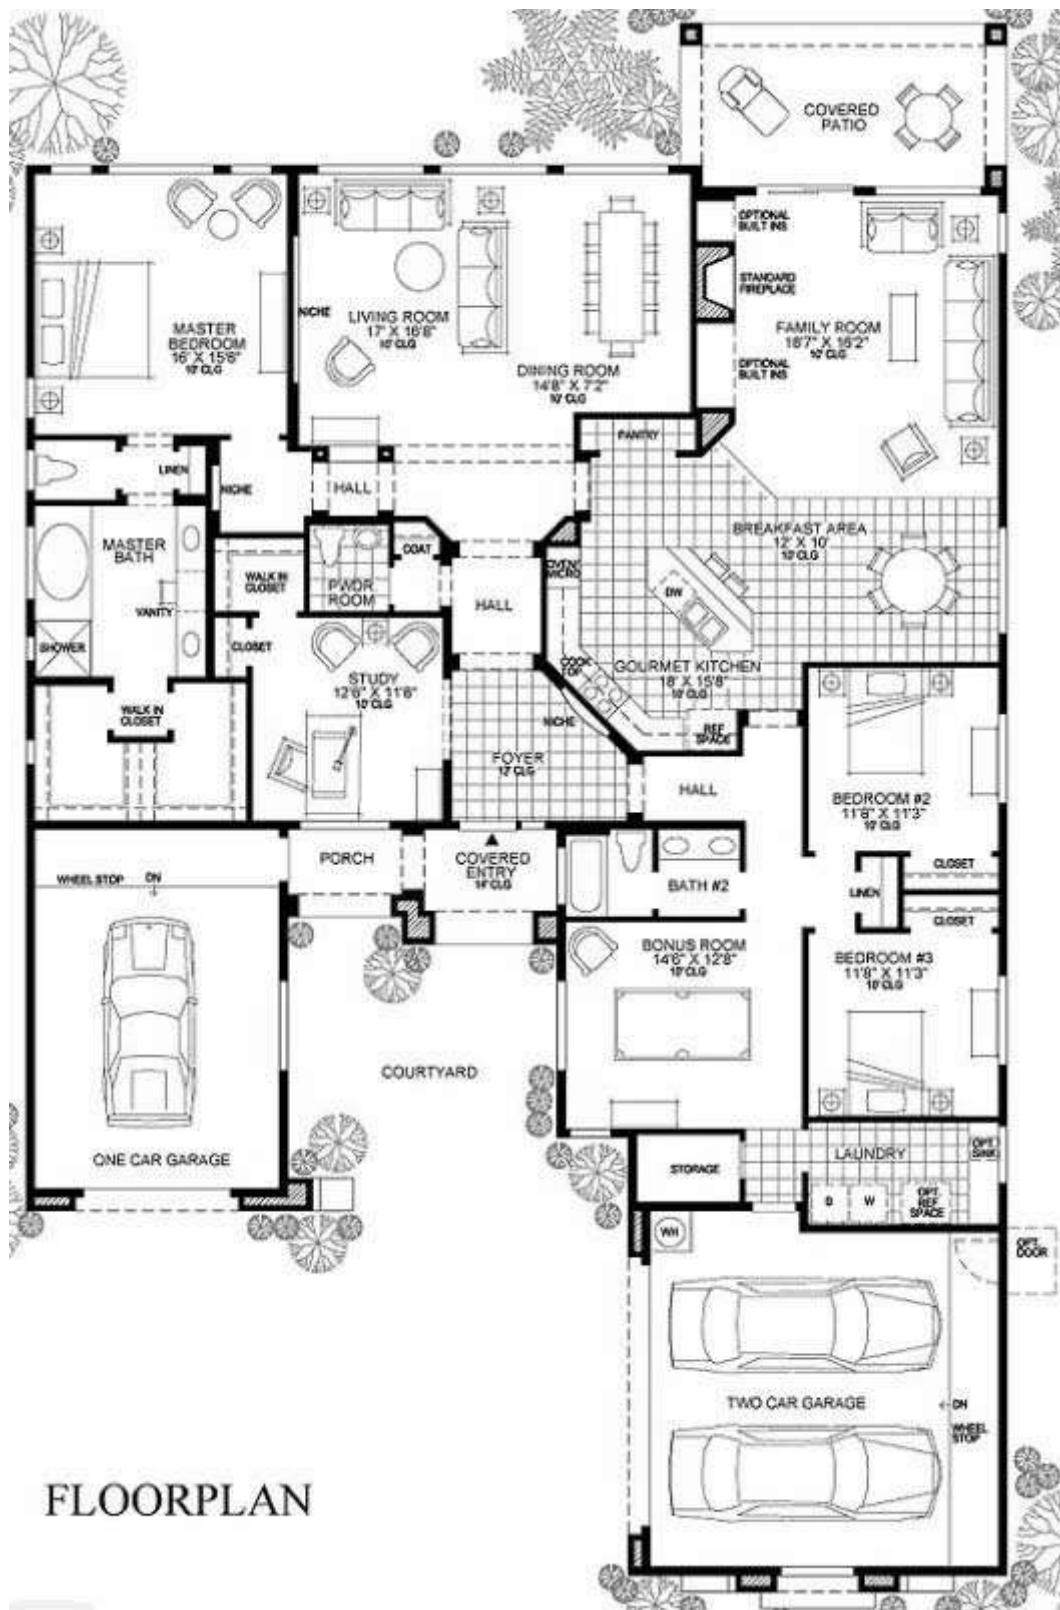 COVERED
PATIO
OPTIONAL
BUILT INS
STANDARD
FIREPLACE
FAMILY ROOM
18'7" X 16'2"
10' CLG
OPTIONAL
BUILT INS
MASTER
BEDROOM
16' X 15'6"
10' CLG
NICHE
LIVING ROOM
17' X 16'8"
10' CLG
DINING ROOM
14'8" X 7'2"
10' CLG
PANTRY
LINEN
NICHE
HALL
BREAKFAST AREA
12' X 10'
10' CLG
MASTER
BATH
VANITY
SHOWER
WALK IN
CLOSET
PWDR
ROOM
COAT
HALL
OVEN/
MICRO
DW
CLOSET
STUDY
12'6" X 11'6"
10' CLG
COOK
TOP
GOURMET KITCHEN
18' X 15'8"
10' CLG
REF
SPACE
WALK IN
CLOSET
NICHE
FOYER
12' CLG
HALL
BEDROOM #2
11'8" X 11'3"
10' CLG
CLOSET
LINEN
CLOSET
PORCH
COVERED
ENTRY
14' CLG
BATH #2
WHEEL STOP
DN
BONUS ROOM
14'6" X 12'8"
10' CLG
BEDROOM #3
11'8" X 11'3"
10' CLG
COURTYARD
ONE CAR GARAGE
STORAGE
LAUNDRY
OPT
SINK
D
W
OPT
REF
SPACE
WH
OPT.
DOOR
TWO CAR GARAGE
DN
WHEEL
STOP
FLOORPLAN